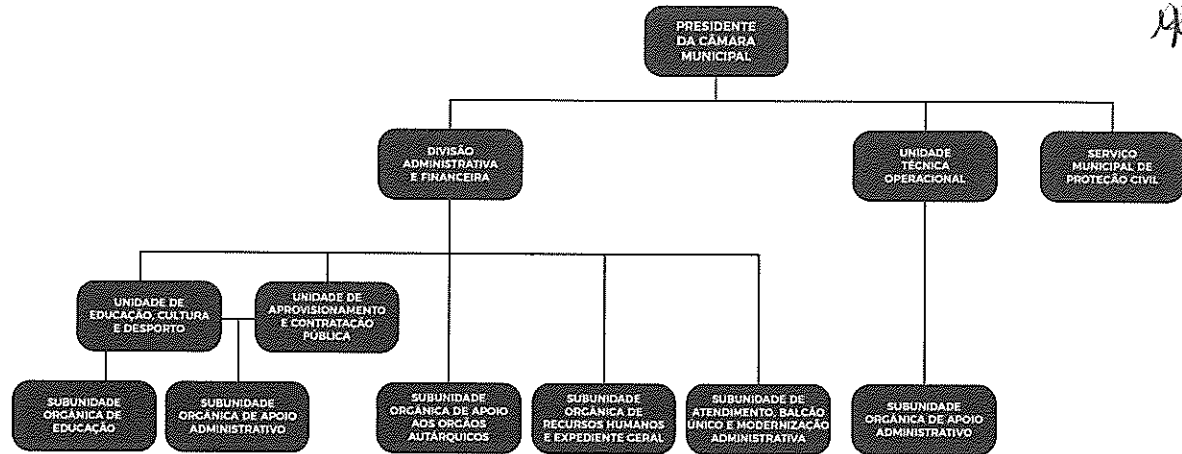 PRESIDENTE
DA CÂMARA
MUNICIPAL
DIVISÃO
ADMINISTRATIVA
E FINANCEIRA
UNIDADE
TÉCNICA
OPERACIONAL
SERVIÇO
MUNICIPAL DE
PROTEÇÃO CIVIL
UNIDADE DE
EDUCAÇÃO, CULTURA
E DESPORTO
UNIDADE DE
APROVISIONAMENTO
E CONTRATAÇÃO
PÚBLICA
SUBUNIDADE
ORGÂNICA DE
EDUCAÇÃO
SUBUNIDADE
ORGÂNICA DE APOIO
ADMINISTRATIVO
SUBUNIDADE
ORGÂNICA DE APOIO
AOS ORGÃOS
AUTÁRQUICOS
SUBUNIDADE
ORGÂNICA DE
RECURSOS HUMANOS
E EXPEDIENTE GERAL
SUBUNIDADE DE
ATENDIMENTO, BALCÃO
ÚNICO E MODERNIZAÇÃO
ADMINISTRATIVA
SUBUNIDADE
ORGÂNICA DE APOIO
ADMINISTRATIVO